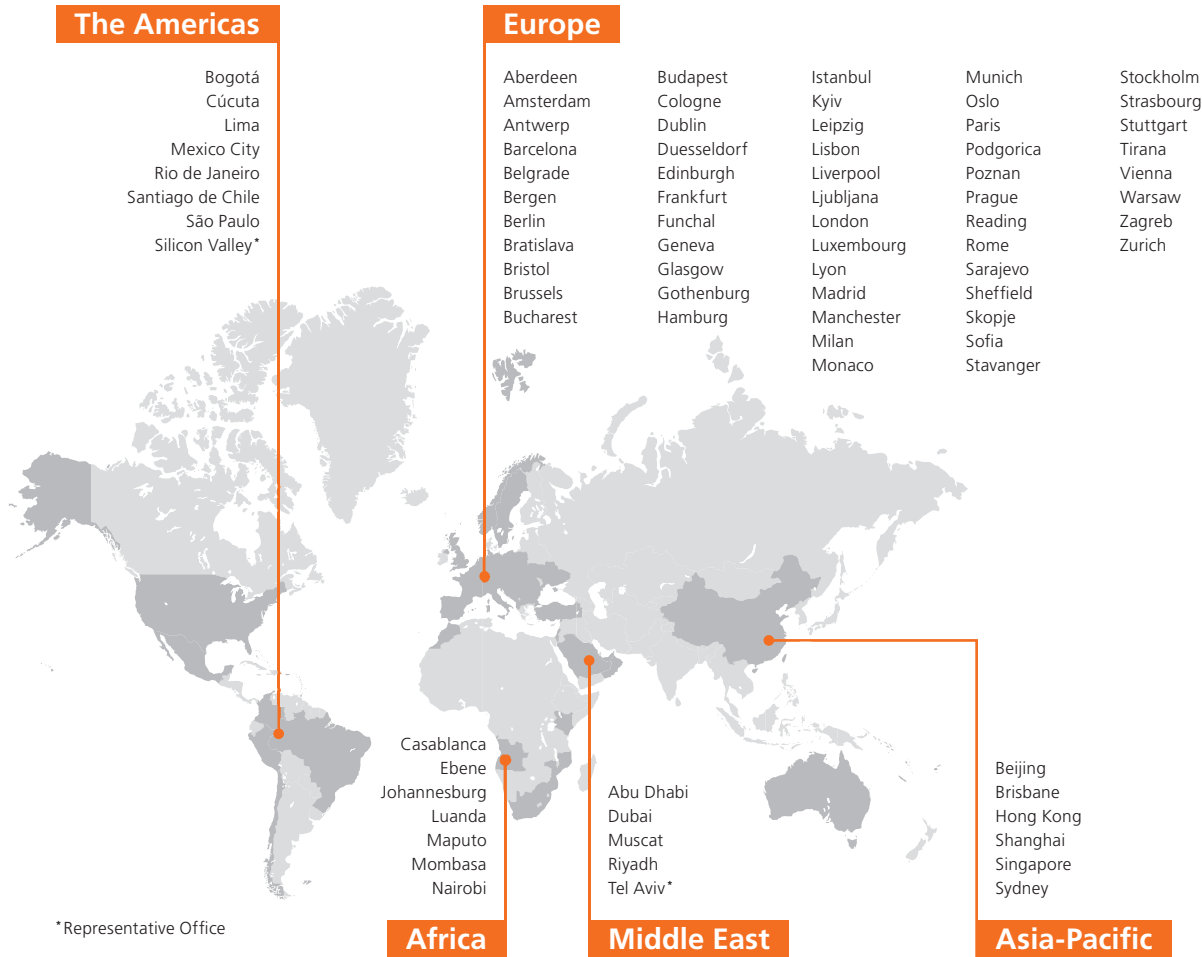 The Americas
Bogotá
Cúcuta
Lima
Mexico City
Rio de Janeiro
Santiago de Chile
São Paulo
Silicon Valley*
Europe
Aberdeen
Amsterdam
Antwerp
Barcelona
Belgrade
Bergen
Berlin
Bratislava
Bristol
Brussels
Bucharest
Budapest
Cologne
Dublin
Duesseldorf
Edinburgh
Frankfurt
Funchal
Geneva
Glasgow
Gothenburg
Hamburg
Istanbul
Kyiv
Leipzig
Lisbon
Liverpool
Ljubljana
London
Luxembourg
Lyon
Madrid
Manchester
Milan
Monaco
Munich
Oslo
Paris
Podgorica
Poznan
Prague
Reading
Rome
Sarajevo
Sheffield
Skopje
Sofia
Stavanger
Stockholm
Strasbourg
Stuttgart
Tirana
Vienna
Warsaw
Zagreb
Zurich
Casablanca
Ebene
Johannesburg
Luanda
Maputo
Mombasa
Nairobi
Africa
Abu Dhabi
Dubai
Muscat
Riyadh
Tel Aviv*
Middle East
Beijing
Brisbane
Hong Kong
Shanghai
Singapore
Sydney
Asia-Pacific
*Representative Office